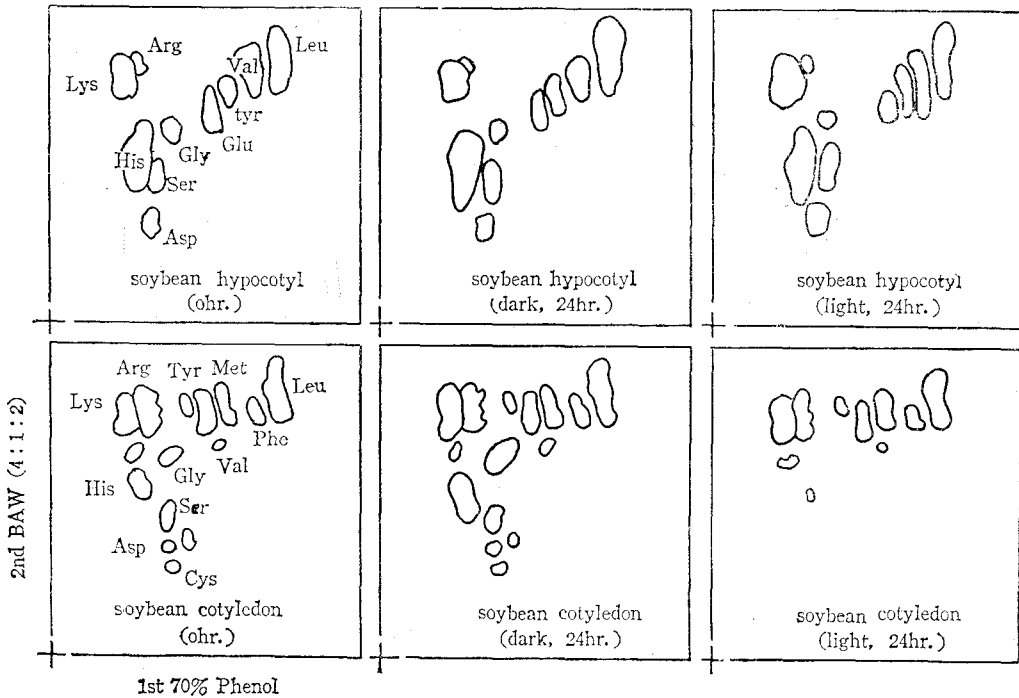 Arg
Leu
Val
Lys
tyr
Glu
Gly
His
Ser
Asp
soybean hypocotyl
(ohr.)
soybean hypocotyl
(dark, 24hr.)
soybean hypocotyl
(light, 24hr.)
Arg
Tyr
Met
Leu
Lys
Phe
Val
Gly
His
Ser
Asp
Cys
soybean cotyledon
(ohr.)
soybean cotyledon
(dark, 24hr.)
soybean cotyledon
(light, 24hr.)
2nd BAW (4:1:2)
1st 70% Phenol